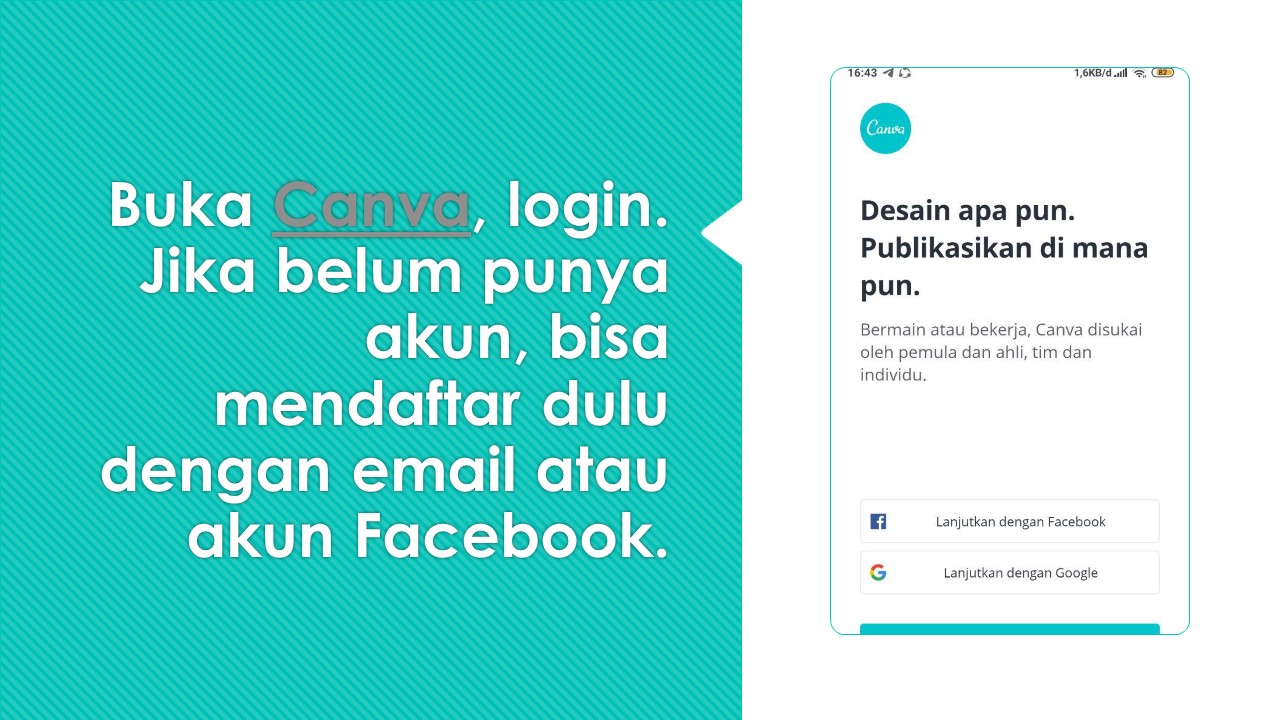 Buka Canva, login.
Jika belum punya
akun, bisa
mendaftar dulu
dengan email atau
akun Facebook.
16:43
1,6KB/d
82
Canva
Desain apa pun.
Publikasikan di mana
pun.
Bermain atau bekerja, Canva disukai
oleh pemula dan ahli, tim dan
individu.
Lanjutkan dengan Facebook
Lanjutkan dengan Google